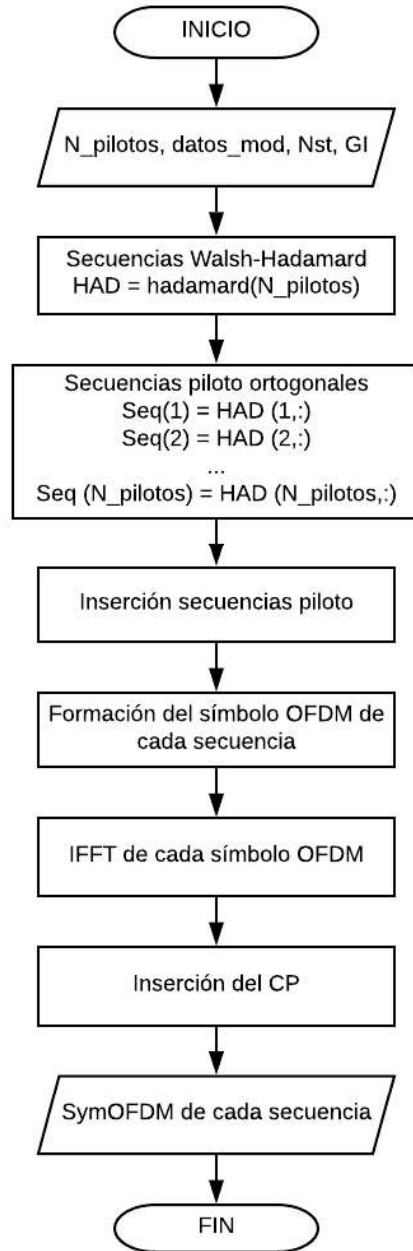 INICIO
N_pilotos, datos_mod, Nst, GI
Secuencias Walsh-Hadamard
HAD = hadamard(N_pilotos)
Secuencias piloto ortogonales
Seq(1) = HAD (1,:)
Seq(2) = HAD (2,:)
...
Seq (N_pilotos) = HAD (N_pilotos,:)
Inserción secuencias piloto
Formación del símbolo OFDM de
cada secuencia
IFFT de cada símbolo OFDM
Inserción del CP
SymOFDM de cada secuencia
FIN